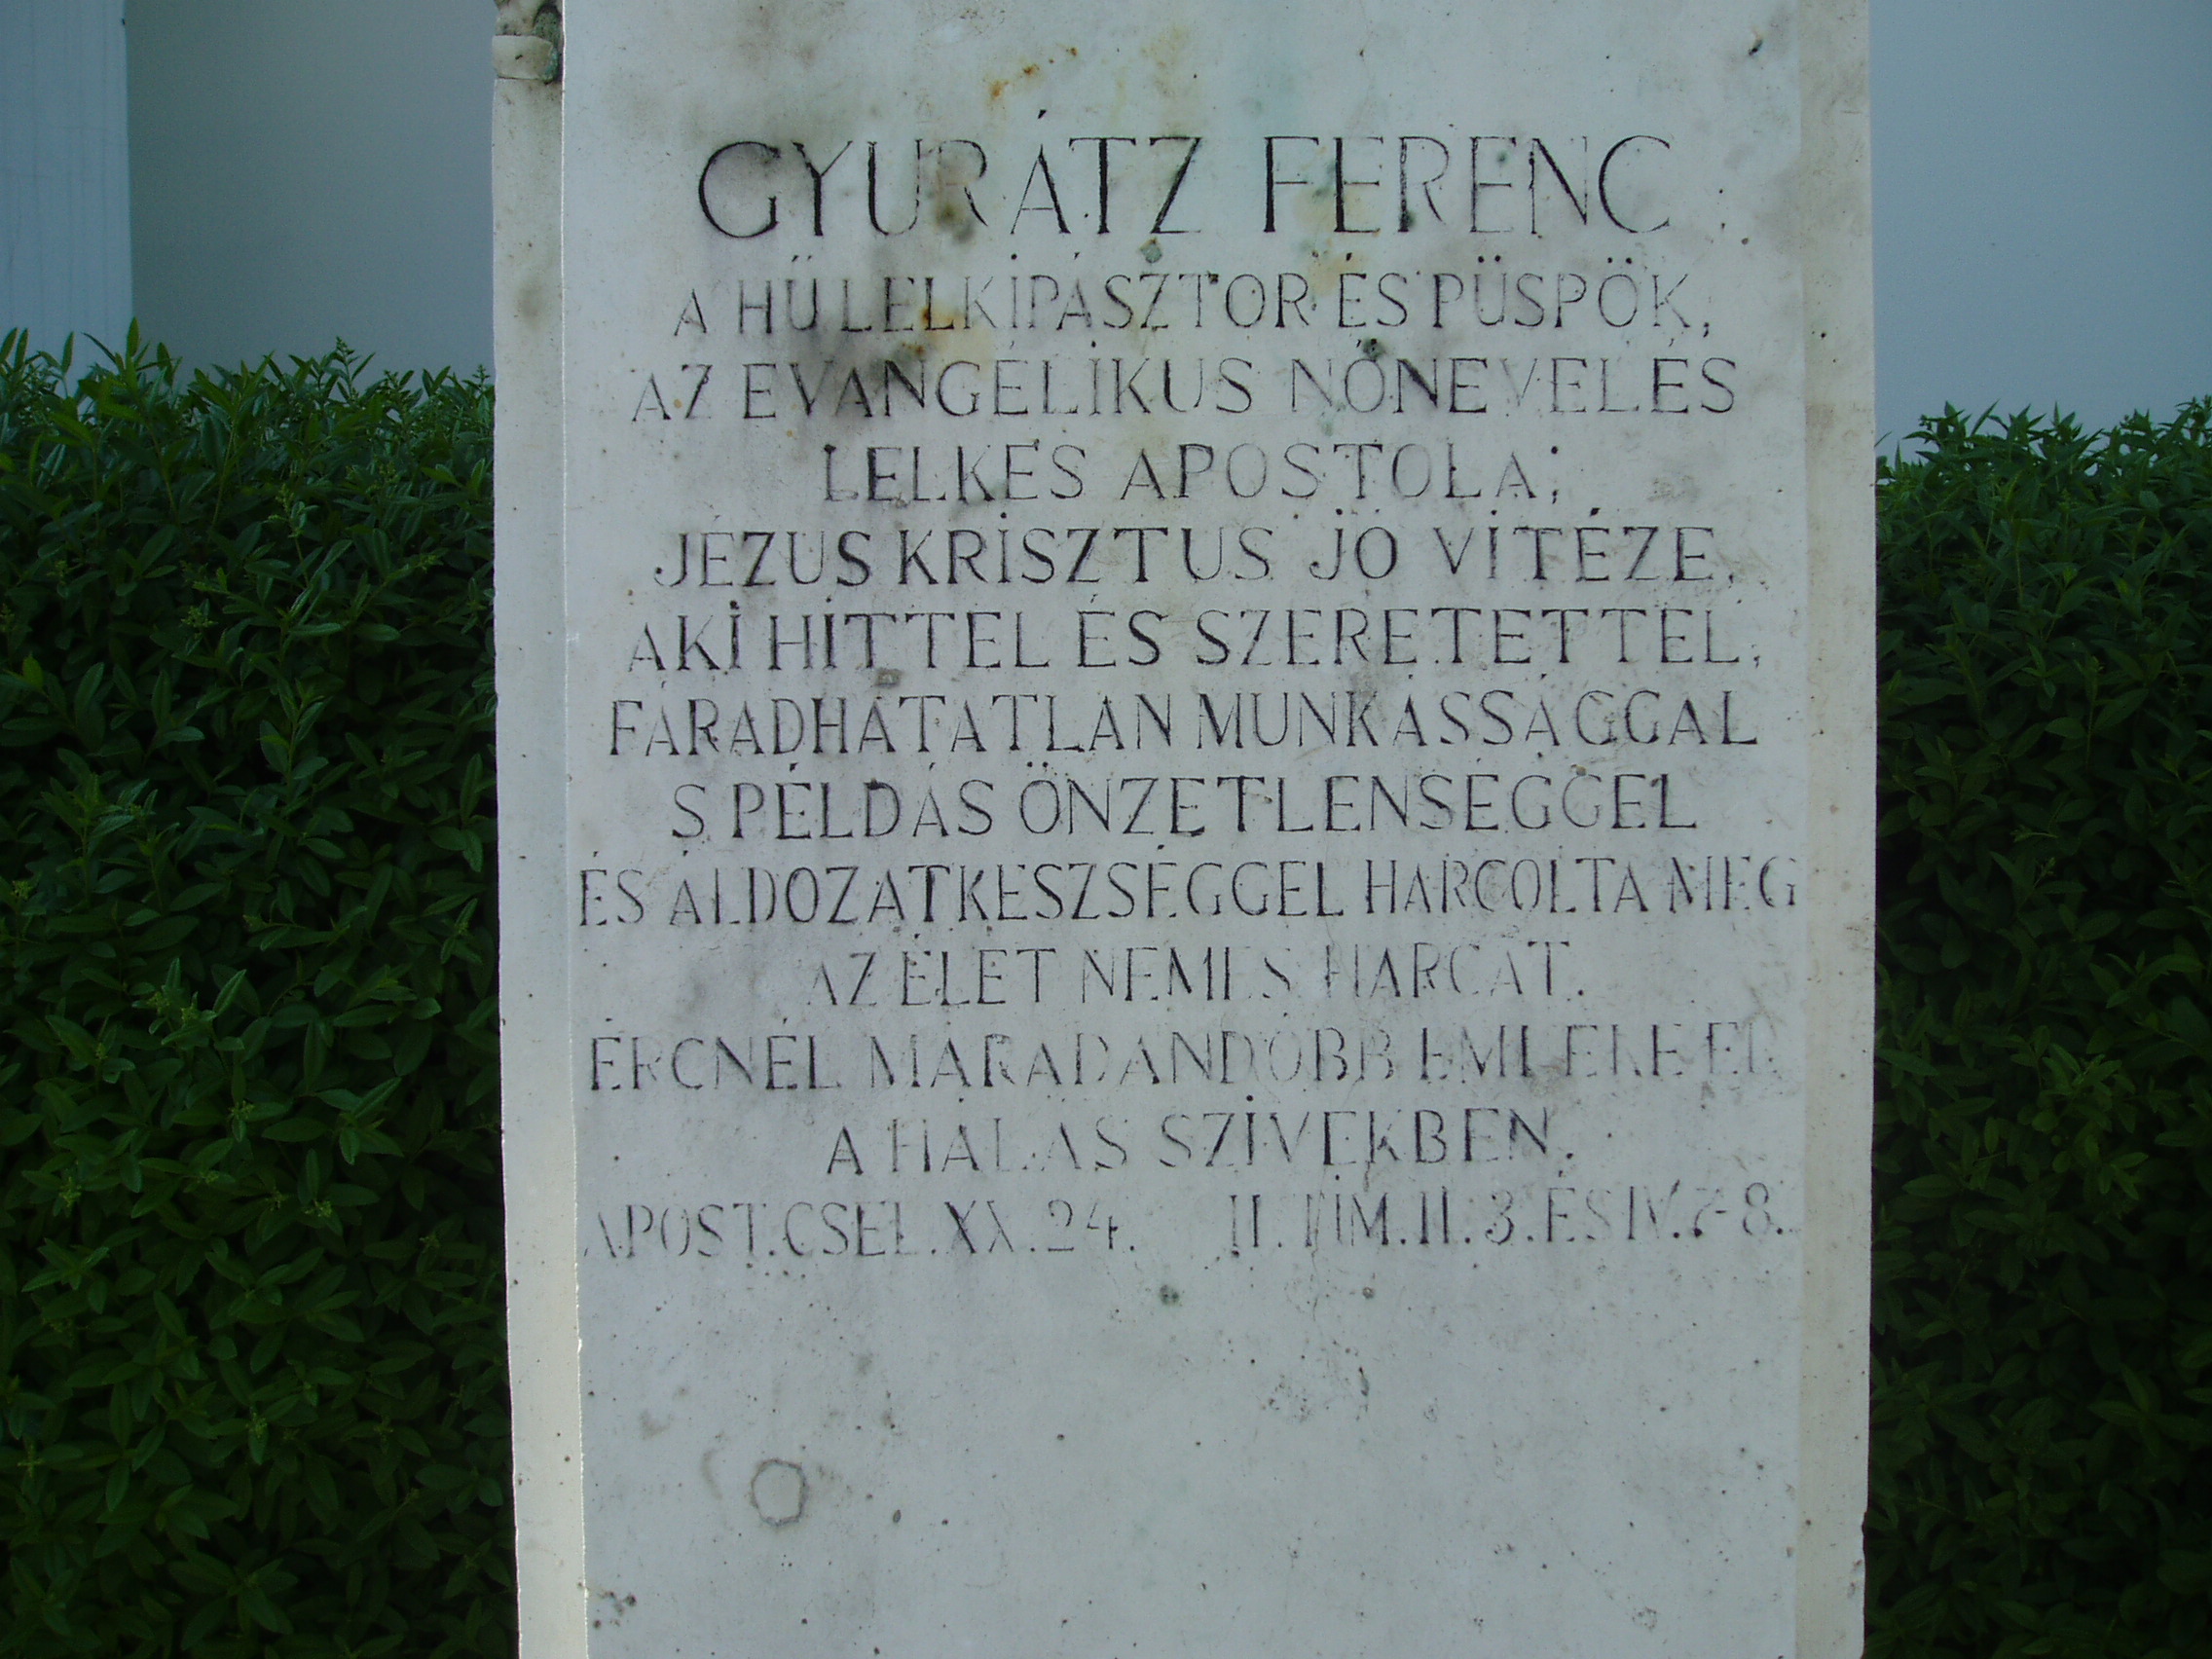 GYURÁTZ FERENC
A HŰ LELKIPÁSZTOR ÉS PÜSPÖK,
AZ EVANGÉLIKUS NŐNEVELÉS
LELKES APOSTOLA;
JÉZUS KRISZTUS JÓ VITÉZE,
AKI HITTEL ÉS SZERETETTEL,
FÁRADHATATLAN MUNKÁSSÁGGAL
S PÉLDÁS ÖNZETLENSÉGGEL
ÉS ÁLDOZATKÉSZSÉGGEL HARCOLTA MEG
AZ ÉLET NEMES HARCÁT.
ÉRCNÉL MARADANDÓBB EMLÉKE ÉR
A HÁLÁS SZIVEKBEN.
APOST.CSEL.XX.24. II.TIM.II.3.ÉS IV.7-8.